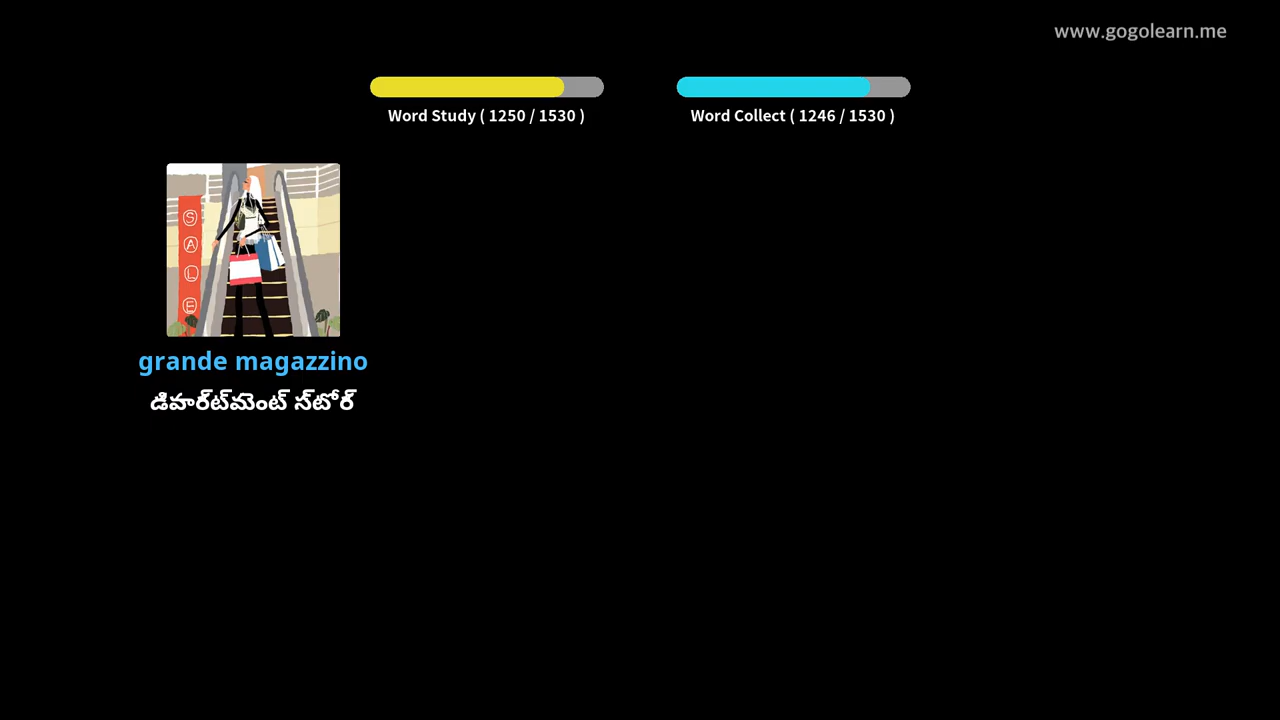 www.gogolearn.me
Word Study ( 1250 / 1530 )
Word Collect ( 1246 / 1530 )
S
A
L
E
grande magazzino
డిపార్ట్‌మెంట్ స్టోర్